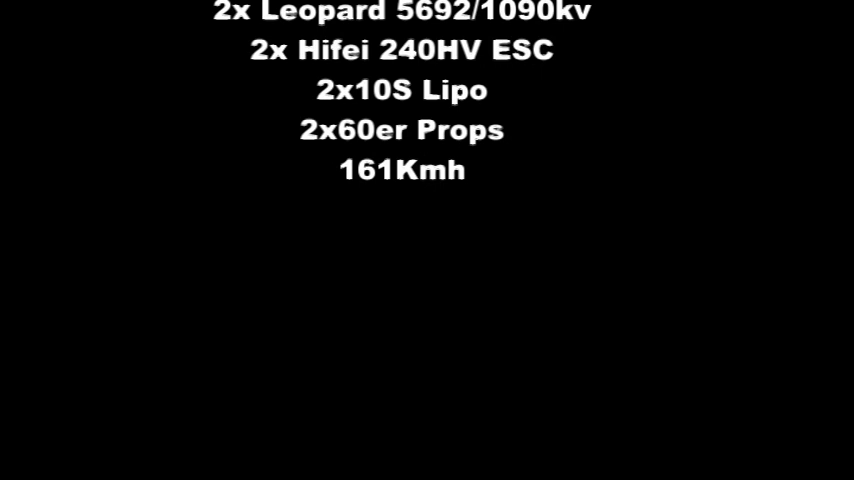 2x Leopard 5692/1090kv
2x Hifei 240HV ESC
2x10S Lipo
2x60er Props
161Kmh